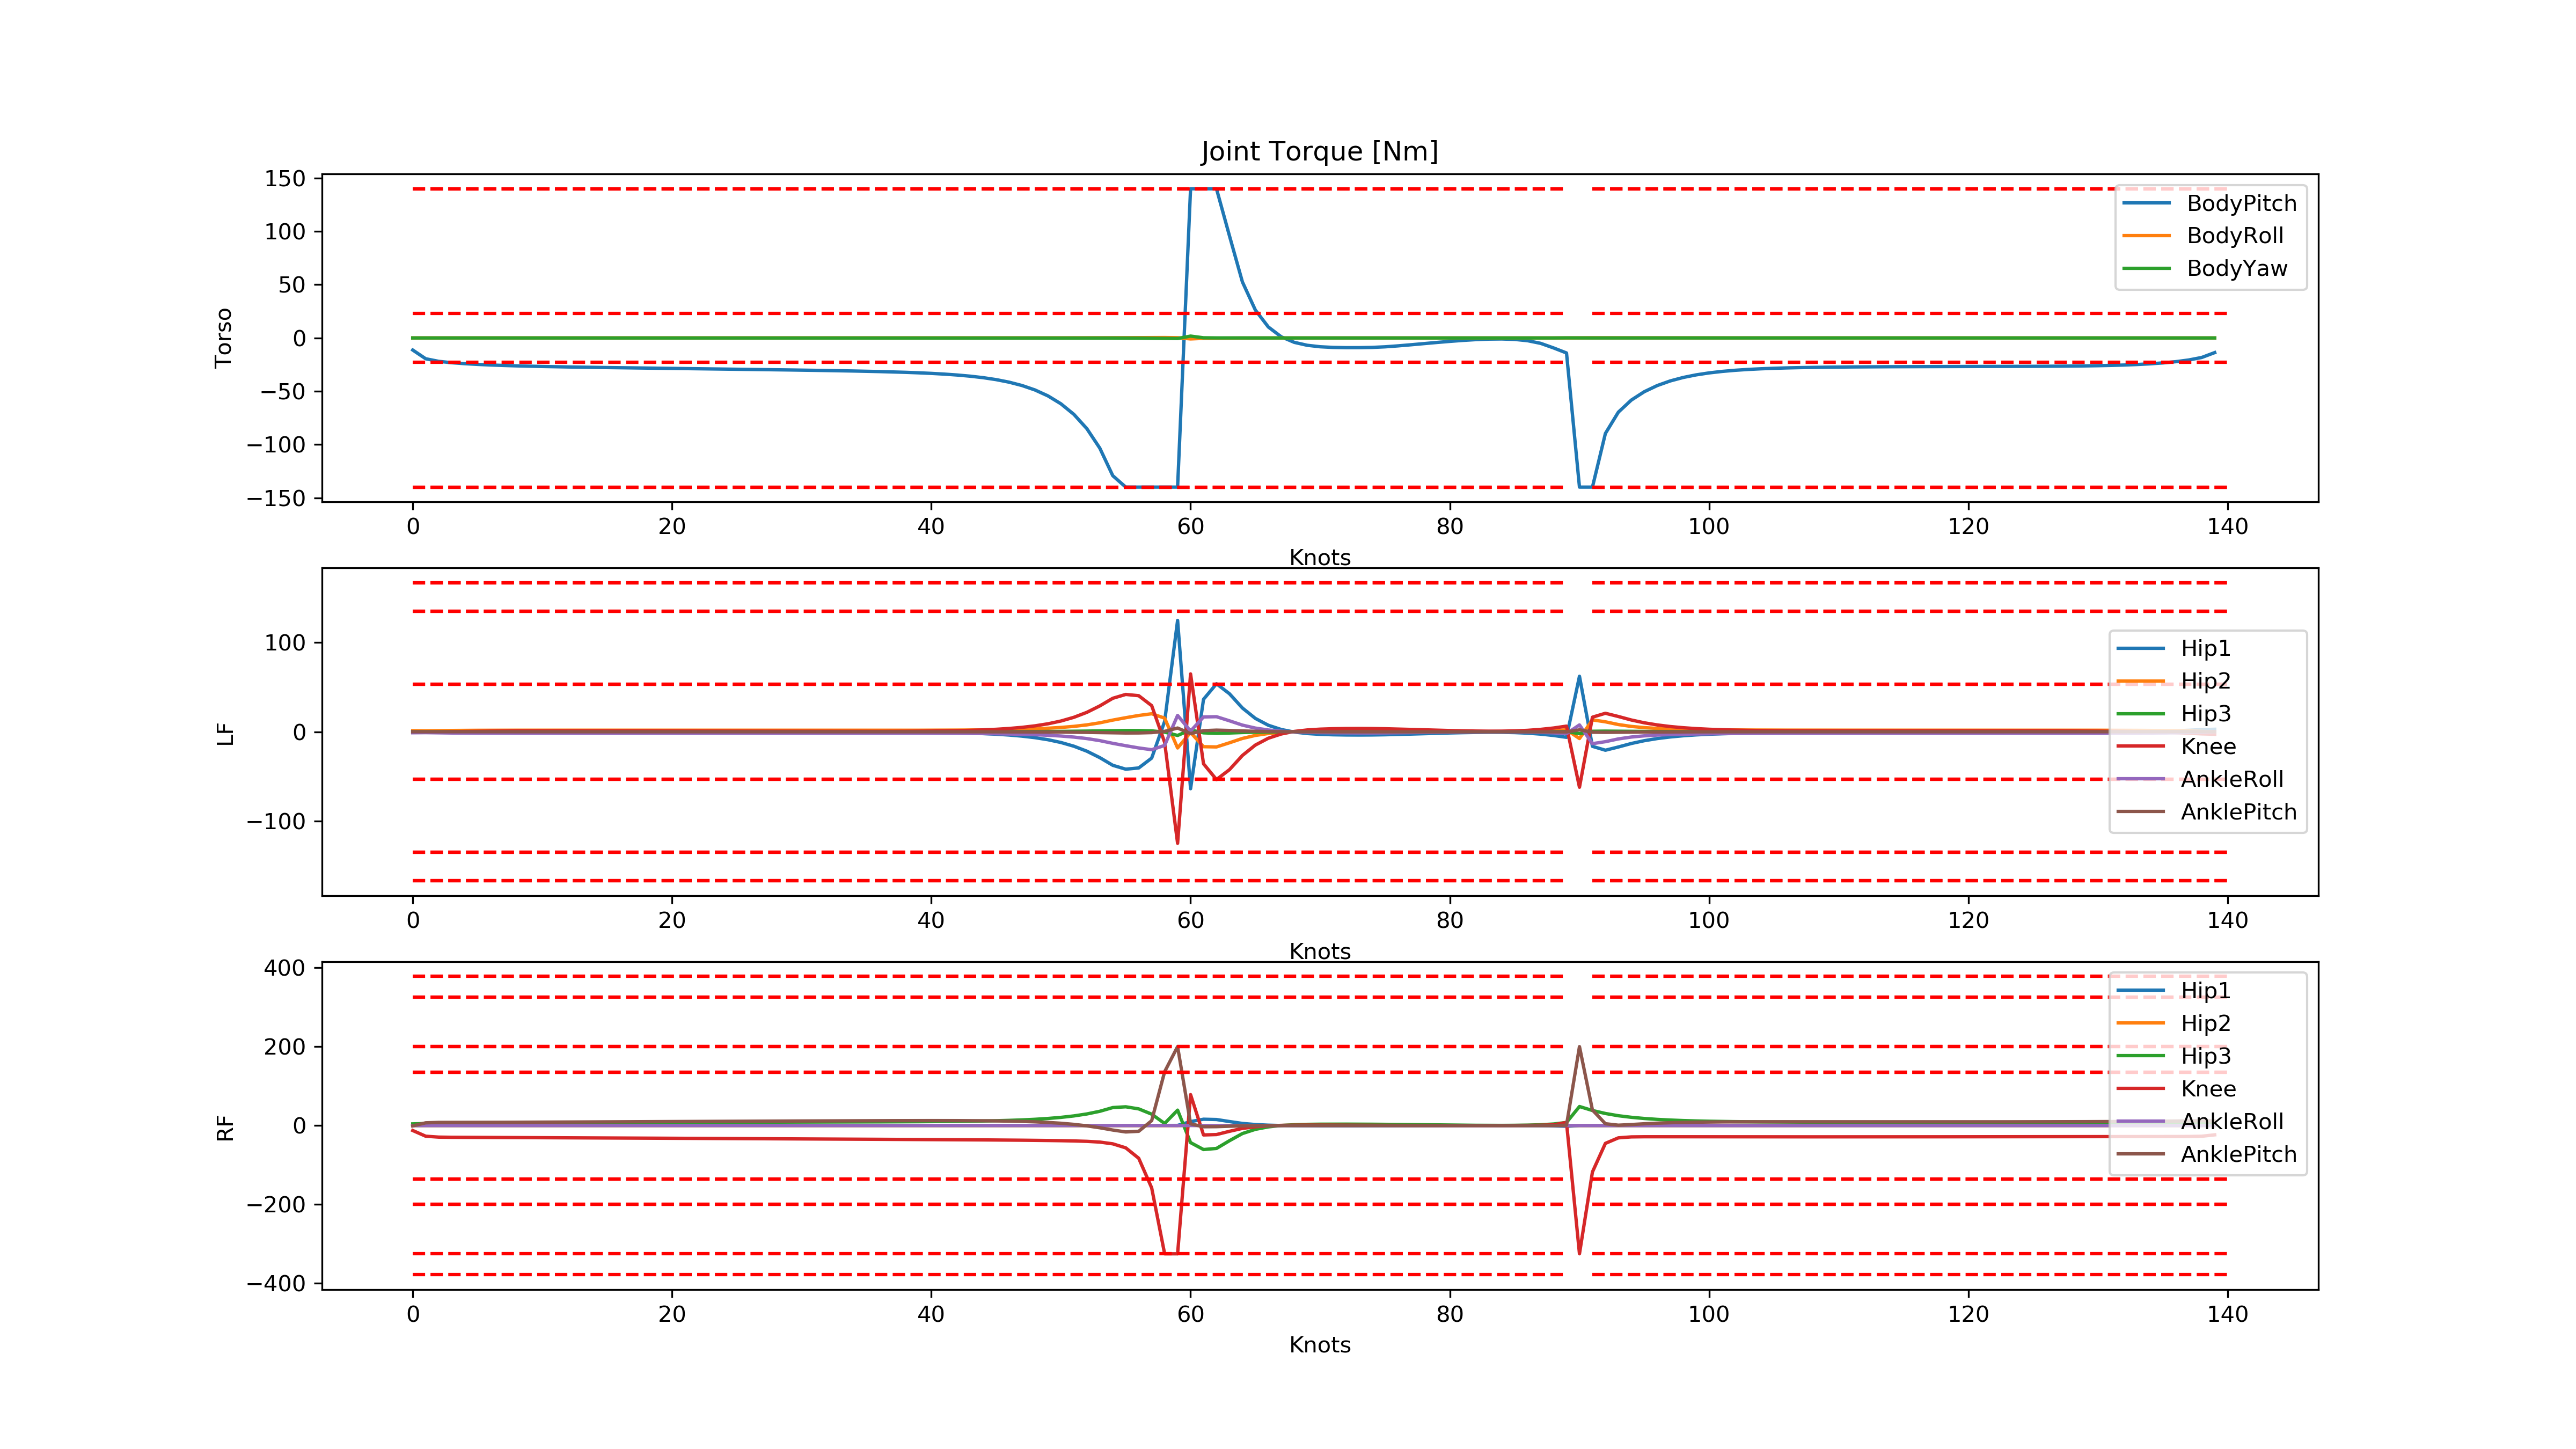 Joint Torque [Nm]
150
100
50
0
−50
−100
−150
Torso
BodyPitch
BodyRoll
BodyYaw
0 20 40 60 80 100 120 140
Knots
100
0
−100
LF
Hip1
Hip2
Hip3
Knee
AnkleRoll
AnklePitch
0 20 40 60 80 100 120 140
Knots
400
200
0
−200
−400
RF
Hip1
Hip2
Hip3
Knee
AnkleRoll
AnklePitch
0 20 40 60 80 100 120 140
Knots